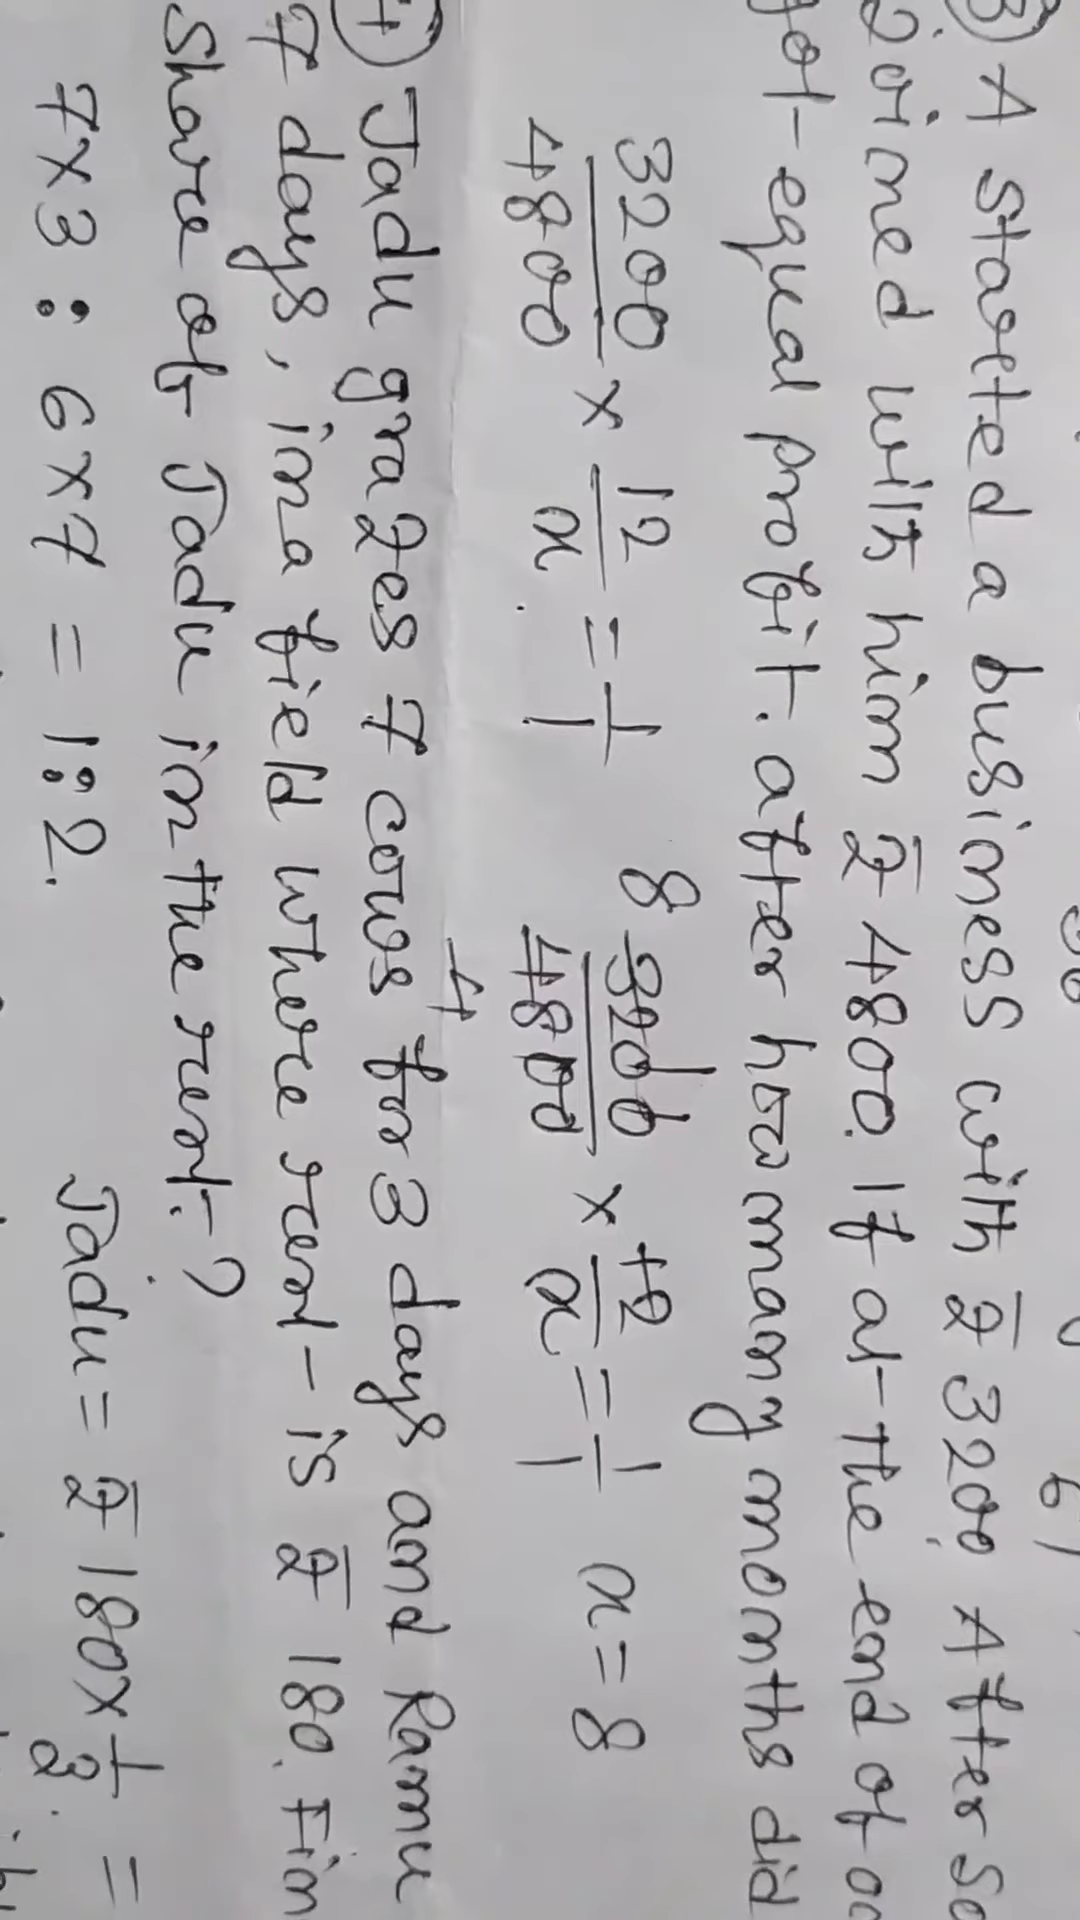 3) A started a business with ₹ 3200 After so
joined with him ₹ 4800. If at the end of
got equal profit. after how many months did
3200/4800 × 12/x = 1/1 8 3200/4800 4 × 12/x = 1/1 x = 8
Jadu grazes 7 cows for 3 days and Ramu
7 days, in a field where rent is ₹ 180. Fin
Share of Jadu in the rent?
7×3 : 6×7 = 1:2. Jadu = ₹ 180× 1/3 =